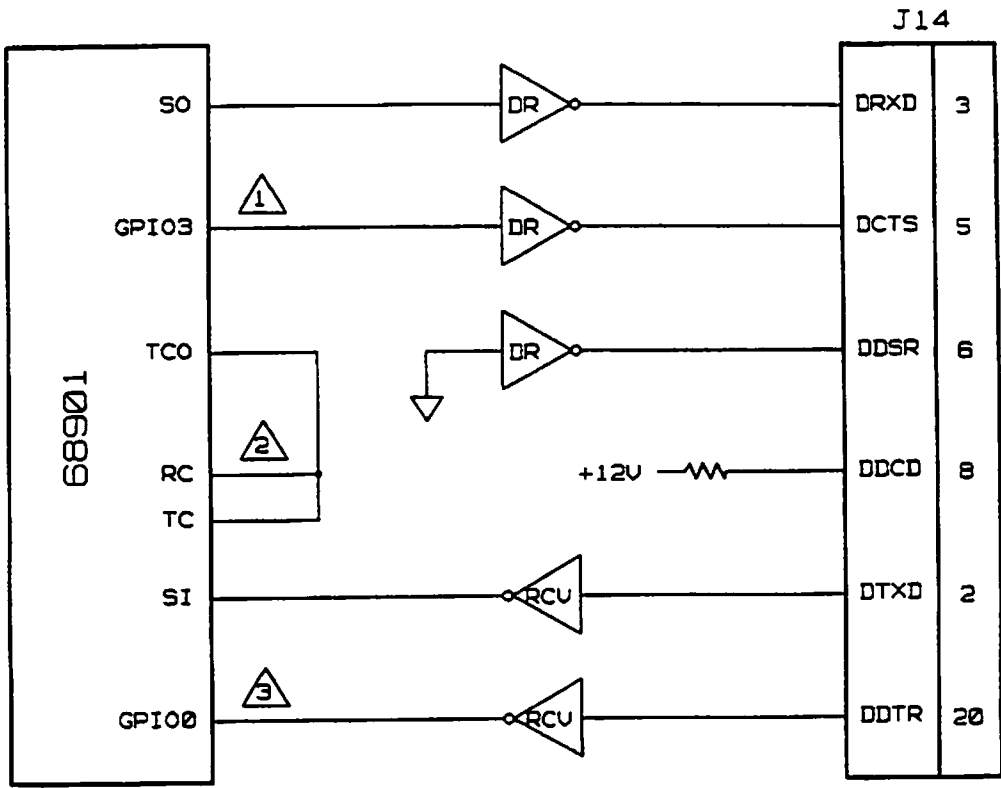 J14
SO DR DRXD 3
1
GPIO3 DR DCTS 5
TCO DR DDSR 6
68901
2
RC +12V DDCD 8
TC
SI RCV DTXD 2
3
GPIO0 RCV DDTR 20